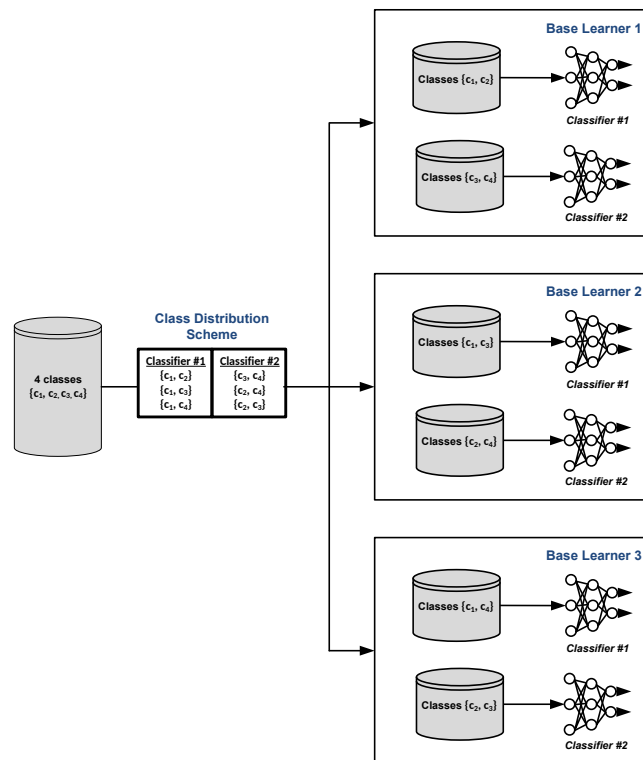 Base Learner 1
Classes {c₁, c₂}
Classifier #1
Classes {c₃, c₄}
Classifier #2
Class Distribution
Scheme
4 classes
{c₁, c₂, c₃, c₄}
Classifier #1 Classifier #2
{c₁, c₂} {c₃, c₄}
{c₁, c₃} {c₂, c₄}
{c₁, c₄} {c₂, c₃}
Base Learner 2
Classes {c₁, c₃}
Classifier #1
Classes {c₂, c₄}
Classifier #2
Base Learner 3
Classes {c₁, c₄}
Classifier #1
Classes {c₂, c₃}
Classifier #2